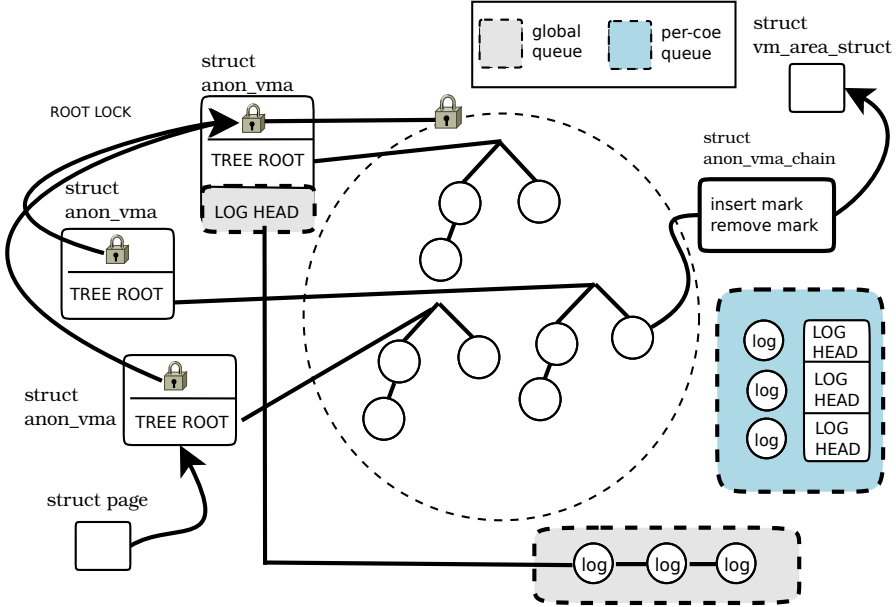 global
queue
per-coe
queue
struct
vm_area_struct
struct
anon_vma
ROOT LOCK
TREE ROOT
LOG HEAD
struct
anon_vma_chain
insert mark
remove mark
struct
anon_vma
TREE ROOT
log
LOG
HEAD
log
LOG
HEAD
log
LOG
HEAD
struct
anon_vma
TREE ROOT
struct page
log
log
log